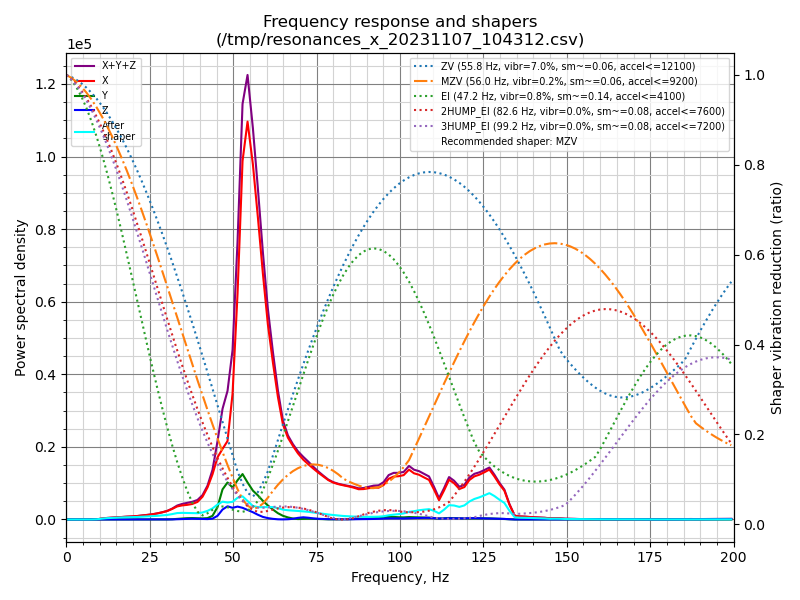 Frequency response and shapers
(/tmp/resonances_x_20231107_104312.csv)
1e5
X+Y+Z
X
Y
Z
After
shaper
ZV (55.8 Hz, vibr=7.0%, sm~=0.06, accel<=12100)
MZV (56.0 Hz, vibr=0.2%, sm~=0.06, accel<=9200)
EI (47.2 Hz, vibr=0.8%, sm~=0.14, accel<=4100)
2HUMP_EI (82.6 Hz, vibr=0.0%, sm~=0.08, accel<=7600)
3HUMP_EI (99.2 Hz, vibr=0.0%, sm~=0.08, accel<=7200)
Recommended shaper: MZV
Power spectral density
1.2
1.0
0.8
0.6
0.4
0.2
0.0
1.0
0.8
0.6
0.4
0.2
0.0
Shaper vibration reduction (ratio)
0 25 50 75 100 125 150 175 200
Frequency, Hz